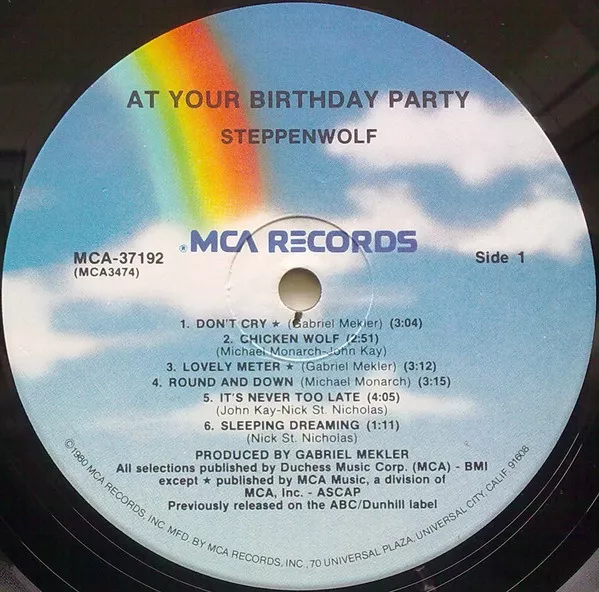 AT YOUR BIRTHDAY PARTY
STEPPENWOLF
® MCA RECORDS
MCA-37192
(MCA3474)
Side 1
1. DON'T CRY ★ (Gabriel Mekler) (3:04)
2. CHICKEN WOLF (2:51)
(Michael Monarch-John Kay)
3. LOVELY METER ★ (Gabriel Mekler) (3:12)
4. ROUND AND DOWN (Michael Monarch) (3:15)
5. IT'S NEVER TOO LATE (4:05)
(John Kay-Nick St. Nicholas)
6. SLEEPING DREAMING (1:11)
(Nick St. Nicholas)
PRODUCED BY GABRIEL MEKLER
All selections published by Duchess Music Corp. (MCA) - BMI
except ★ published by MCA Music, a division of
MCA, Inc. - ASCAP
Previously released on the ABC/Dunhill label
©1980 MCA RECORDS, INC. MFD. BY MCA RECORDS, INC., 70 UNIVERSAL PLAZA, UNIVERSAL CITY, CALIF. 91608